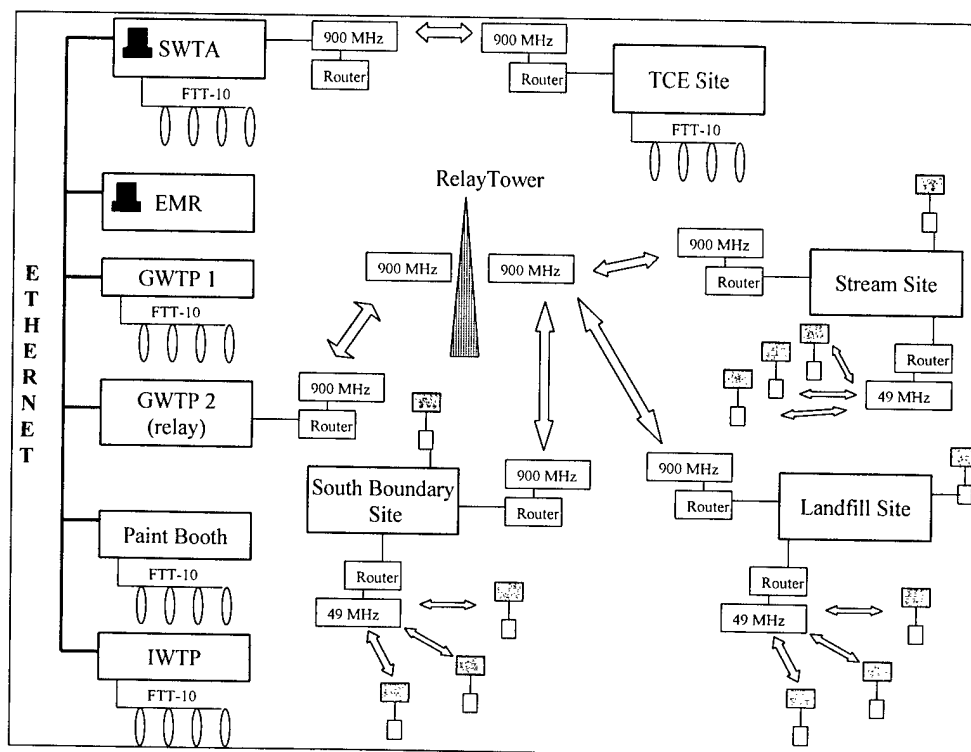 ETHERNET
SWTA
FTT-10
900 MHz
Router
900 MHz
Router
TCE Site
FTT-10
EMR
RelayTower
900 MHz
900 MHz
GWTP 1
FTT-10
900 MHz
Router
Stream Site
Router
49 MHz
GWTP 2
(relay)
900 MHz
Router
South Boundary
Site
900 MHz
Router
900 MHz
Router
Landfill Site
Paint Booth
FTT-10
Router
49 MHz
Router
49 MHz
IWTP
FTT-10